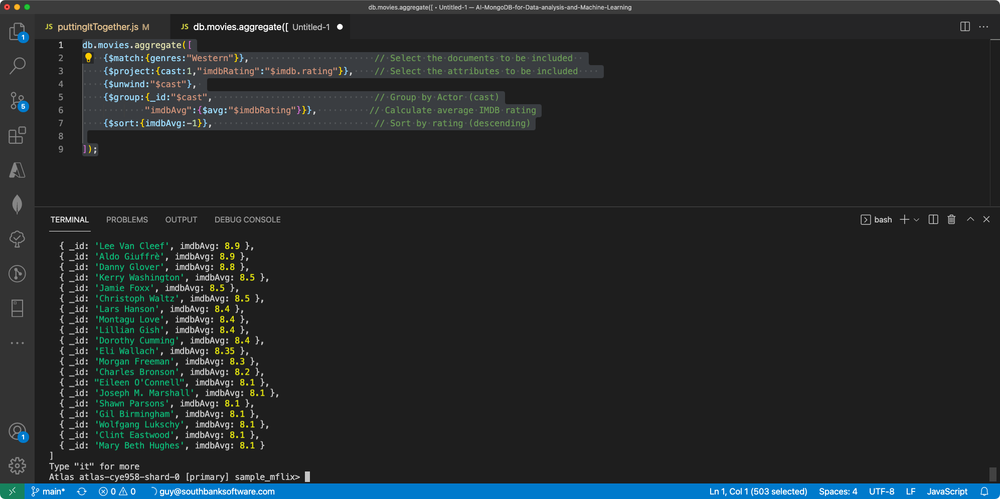 db.movies.aggregate([ • Untitled-1 — AI-MongoDB-for-Data-analysis-and-Machine-Learning
JS puttingItTogether.js M
JS db.movies.aggregate([ Untitled-1
1 db.movies.aggregate([
2 {$match:{genres:"Western"}}, // Select the documents to be included
3 {$project:{cast:1,"imdbRating":"$imdb.rating"}}, // Select the attributes to be included
4 {$unwind:"$cast"},
5 {$group:{_id:"$cast", // Group by Actor (cast)
6 "imdbAvg":{$avg:"$imdbRating"}}}, // Calculate average IMDB rating
7 {$sort:{imdbAvg:-1}}, // Sort by rating (descending)
8
9 ]);
1
5
1
TERMINAL PROBLEMS OUTPUT DEBUG CONSOLE bash
{ _id: 'Lee Van Cleef', imdbAvg: 8.9 },
{ _id: 'Aldo Giuffrè', imdbAvg: 8.9 },
{ _id: 'Danny Glover', imdbAvg: 8.8 },
{ _id: 'Kerry Washington', imdbAvg: 8.5 },
{ _id: 'Jamie Foxx', imdbAvg: 8.5 },
{ _id: 'Christoph Waltz', imdbAvg: 8.5 },
{ _id: 'Lars Hanson', imdbAvg: 8.4 },
{ _id: 'Montagu Love', imdbAvg: 8.4 },
{ _id: 'Lillian Gish', imdbAvg: 8.4 },
{ _id: 'Dorothy Cumming', imdbAvg: 8.4 },
{ _id: 'Eli Wallach', imdbAvg: 8.35 },
{ _id: 'Morgan Freeman', imdbAvg: 8.3 },
{ _id: 'Charles Bronson', imdbAvg: 8.2 },
{ _id: "Eileen O'Connell", imdbAvg: 8.1 },
{ _id: 'Joseph M. Marshall', imdbAvg: 8.1 },
{ _id: 'Shawn Parsons', imdbAvg: 8.1 },
{ _id: 'Gil Birmingham', imdbAvg: 8.1 },
{ _id: 'Wolfgang Lukschy', imdbAvg: 8.1 },
{ _id: 'Clint Eastwood', imdbAvg: 8.1 },
{ _id: 'Mary Beth Hughes', imdbAvg: 8.1 }
]
Type "it" for more
Atlas atlas-cye958-shard-0 [primary] sample_mflix>
main* 0 0 guy@southbanksoftware.com Ln 1, Col 1 (503 selected) Spaces: 4 UTF-8 LF JavaScript